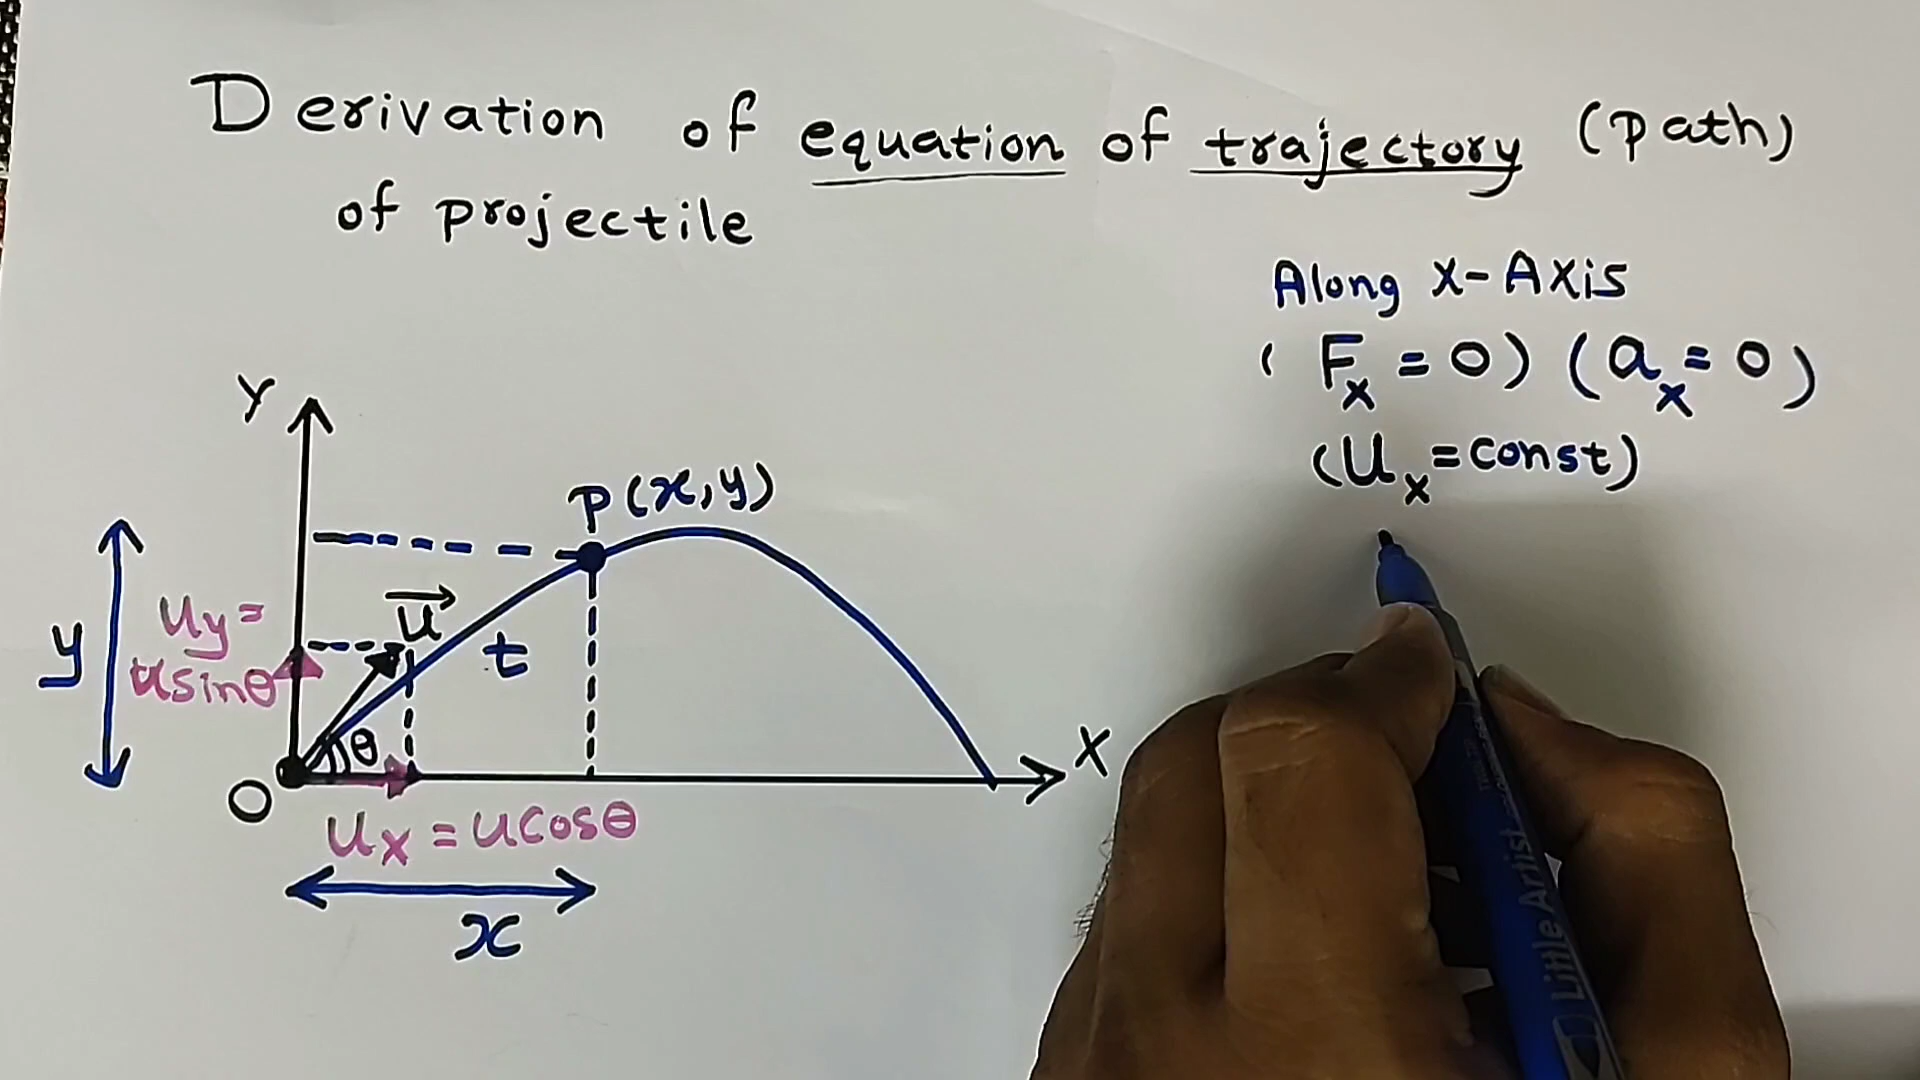 Derivation of equation of trajectory (path)
of projectile
Along X-Axis
(Fx = 0) (ax = 0)
(Ux = const)
Y
P(x,y)
y
uy =
usinθ
u
t
θ
O
X
ux = ucosθ
x
Little Artist